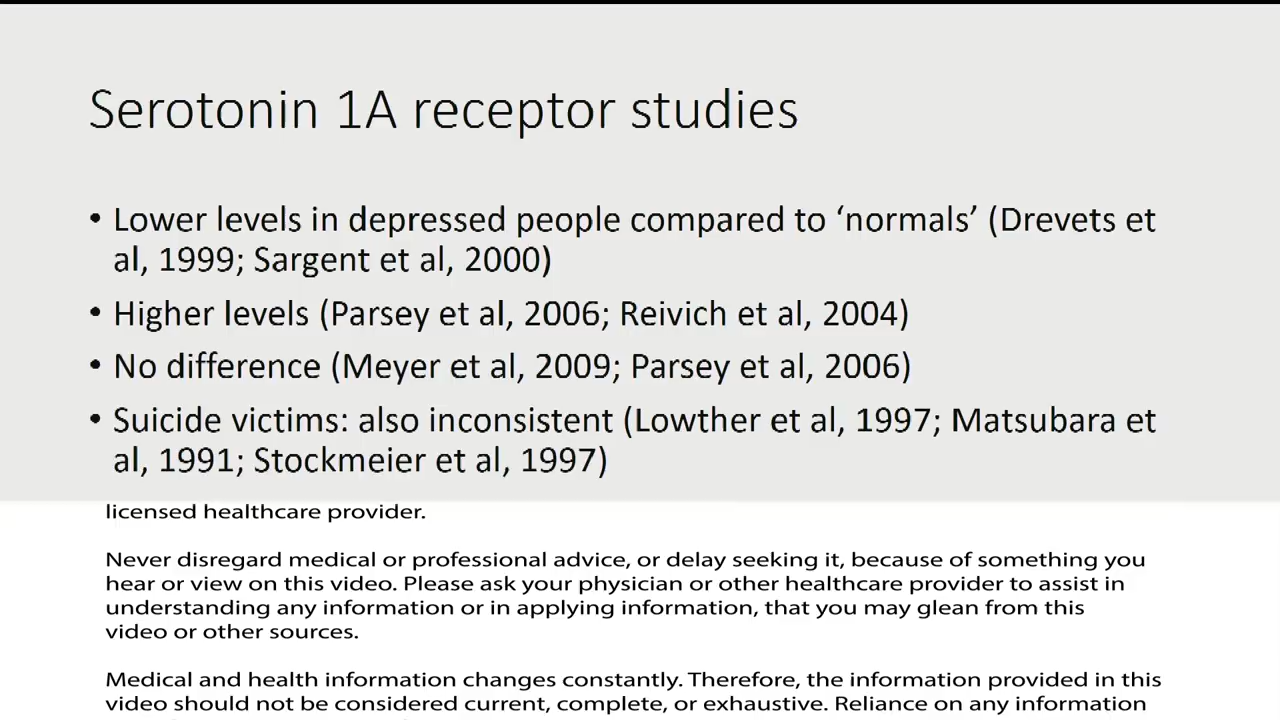 Serotonin 1A receptor studies
• Lower levels in depressed people compared to ‘normals’ (Drevets et
al, 1999; Sargent et al, 2000)
• Higher levels (Parsey et al, 2006; Reivich et al, 2004)
• No difference (Meyer et al, 2009; Parsey et al, 2006)
• Suicide victims: also inconsistent (Lowther et al, 1997; Matsubara et
al, 1991; Stockmeier et al, 1997)
licensed healthcare provider.
Never disregard medical or professional advice, or delay seeking it, because of something you
hear or view on this video. Please ask your physician or other healthcare provider to assist in
understanding any information or in applying information, that you may glean from this
video or other sources.
Medical and health information changes constantly. Therefore, the information provided in this
video should not be considered current, complete, or exhaustive. Reliance on any information